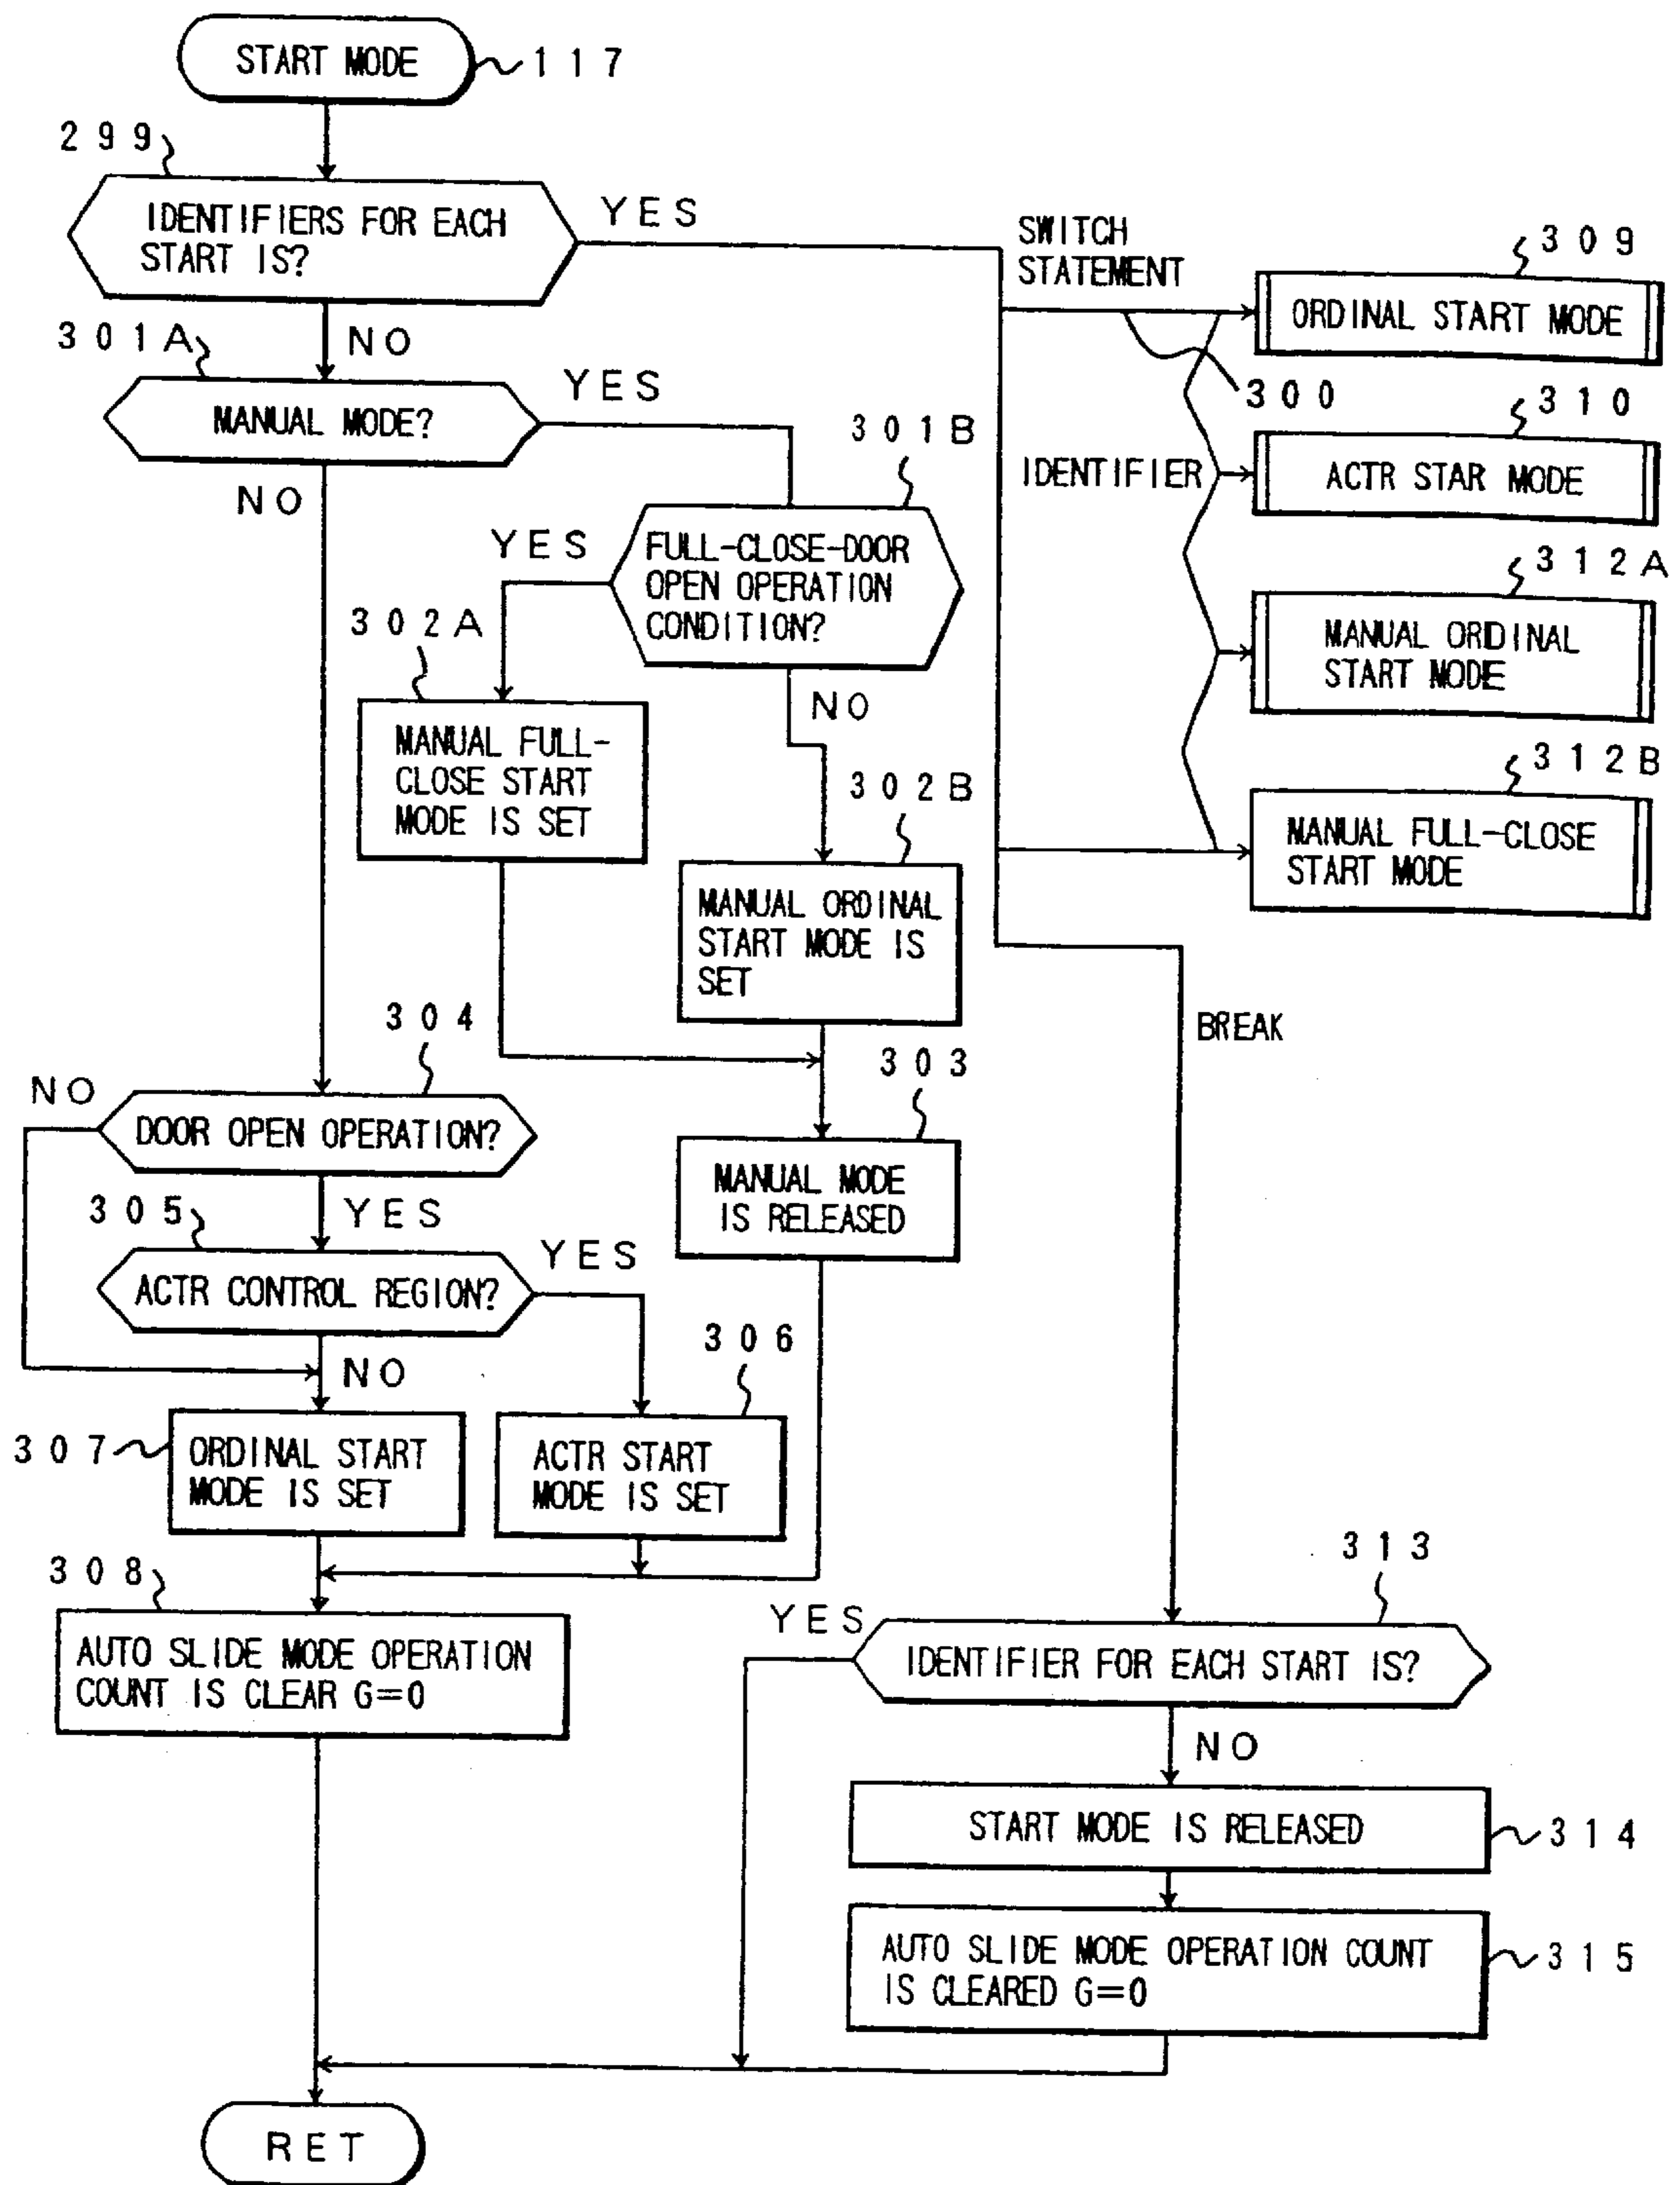 START MODE
117
299
IDENTIFIERS FOR EACH
START IS?
YES
NO
SWITCH
STATEMENT
309
ORDINAL START MODE
300
IDENTIFIER
310
ACTR STAR MODE
312A
MANUAL ORDINAL
START MODE
312B
MANUAL FULL-CLOSE
START MODE
301A
MANUAL MODE?
YES
NO
301B
FULL-CLOSE-DOOR
OPEN OPERATION
CONDITION?
YES
NO
302A
MANUAL FULL-
CLOSE START
MODE IS SET
302B
MANUAL ORDINAL
START MODE IS
SET
BREAK
303
MANUAL MODE
IS RELEASED
304
DOOR OPEN OPERATION?
NO
YES
305
ACTR CONTROL REGION?
YES
NO
306
ACTR START
MODE IS SET
307
ORDINAL START
MODE IS SET
308
AUTO SLIDE MODE OPERATION
COUNT IS CLEAR G=0
313
IDENTIFIER FOR EACH START IS?
YES
NO
START MODE IS RELEASED
314
AUTO SLIDE MODE OPERATION COUNT
IS CLEARED G=0
315
RET